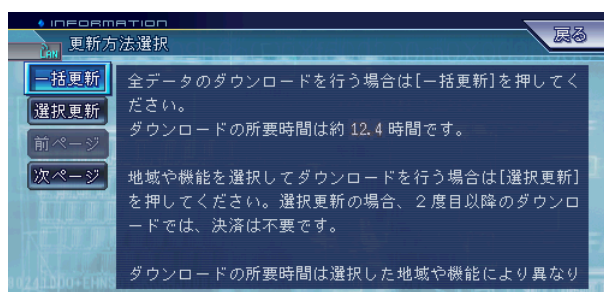 INFORMATION
LAN 更新方法選択
戻る
一括更新
選択更新
前ページ
次ページ
全データのダウンロードを行う場合は[一括更新]を押してく
ださい。
ダウンロードの所要時間は約 12.4 時間です。
地域や機能を選択してダウンロードを行う場合は[選択更新]
を押してください。選択更新の場合、２度目以降のダウンロ
ードでは、決済は不要です。
ダウンロードの所要時間は選択した地域や機能により異なり